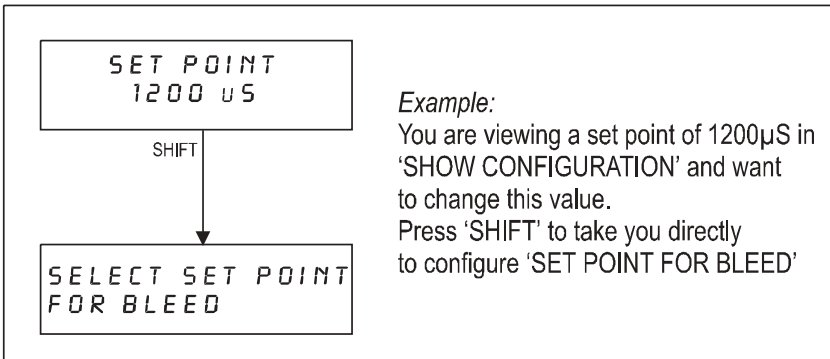 SET POINT
1200 uS
SHIFT
SELECT SET POINT
FOR BLEED
Example:
You are viewing a set point of 1200µS in
‘SHOW CONFIGURATION’ and want
to change this value.
Press ‘SHIFT’ to take you directly
to configure ‘SET POINT FOR BLEED’